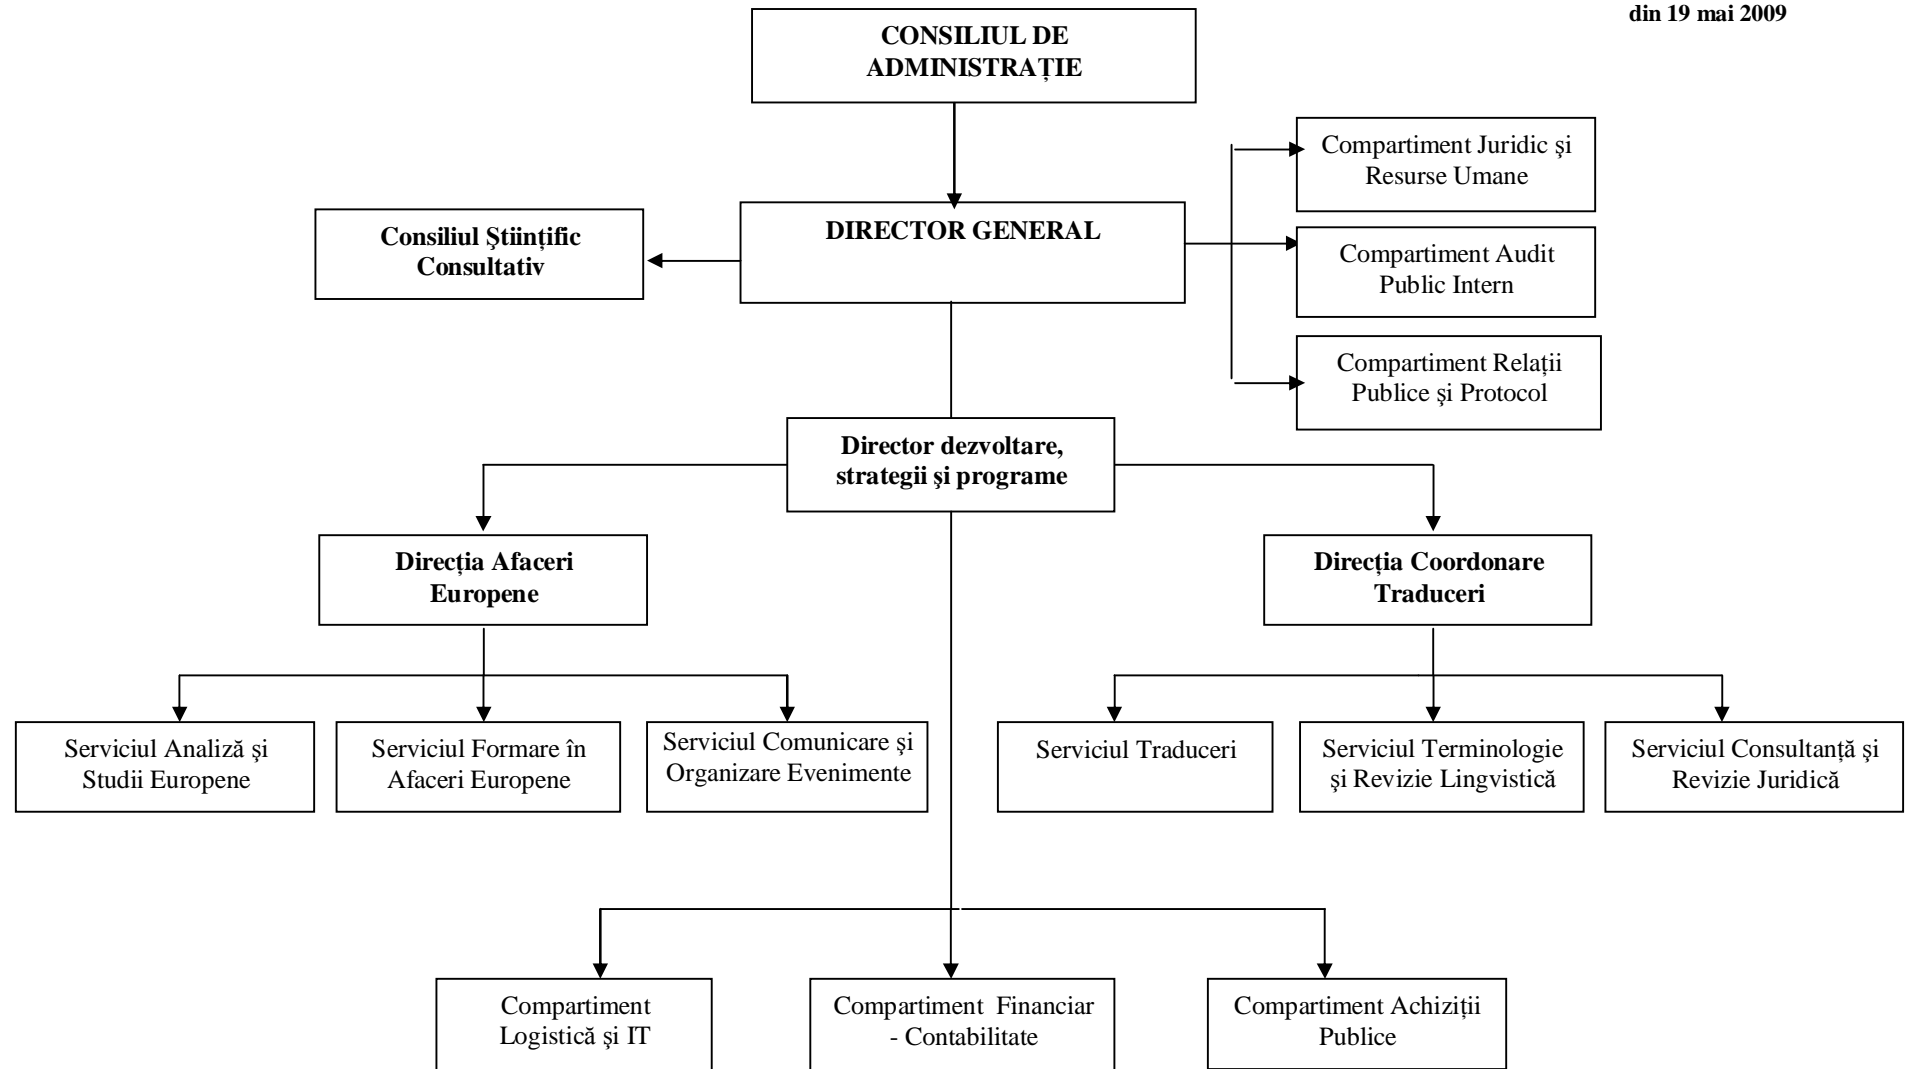 din 19 mai 2009
CONSILIUL DE
ADMINISTRAȚIE
Compartiment Juridic şi
Resurse Umane
Consiliul Ştiințific
Consultativ
DIRECTOR GENERAL
Compartiment Audit
Public Intern
Compartiment Relații
Publice şi Protocol
Director dezvoltare,
strategii şi programe
Direcția Afaceri
Europene
Direcția Coordonare
Traduceri
Serviciul Analiză şi
Studii Europene
Serviciul Formare în
Afaceri Europene
Serviciul Comunicare şi
Organizare Evenimente
Serviciul Traduceri
Serviciul Terminologie
şi Revizie Lingvistică
Serviciul Consultanță şi
Revizie Juridică
Compartiment
Logistică şi IT
Compartiment Financiar
- Contabilitate
Compartiment Achiziții
Publice